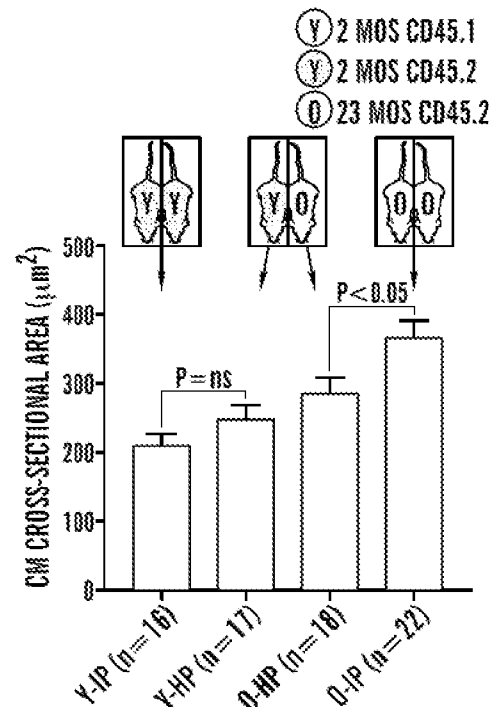 Y 2 MOS CD45.1
Y 2 MOS CD45.2
O 23 MOS CD45.2
Y Y
Y O
O O
CM CROSS-SECTIONAL AREA (μm²)
500
400
300
200
100
0
P=ns
P<0.05
Y-IP (n=16)
Y-HP (n=17)
O-HP (n=18)
O-IP (n=22)